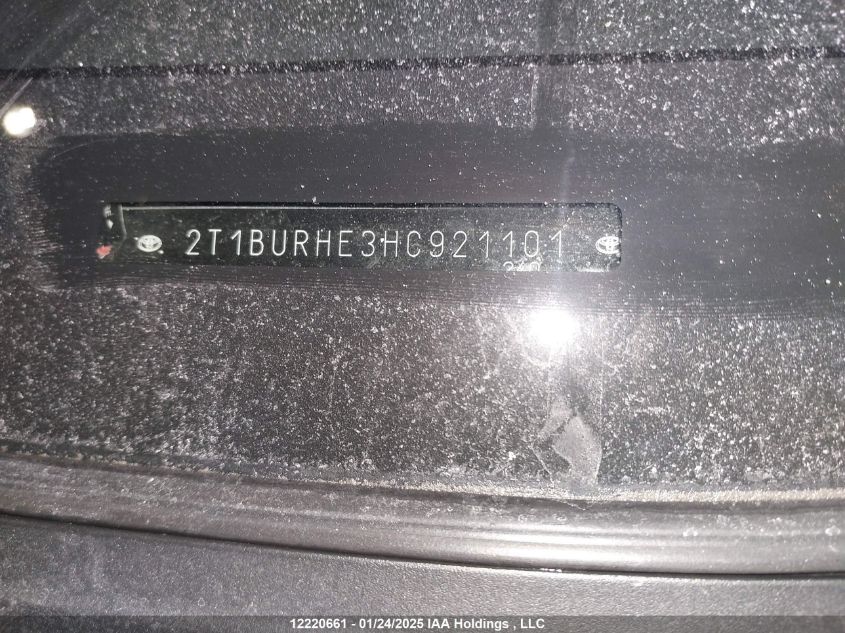 2T1BURHE3HC921101
12220661 - 01/24/2025 IAA Holdings , LLC